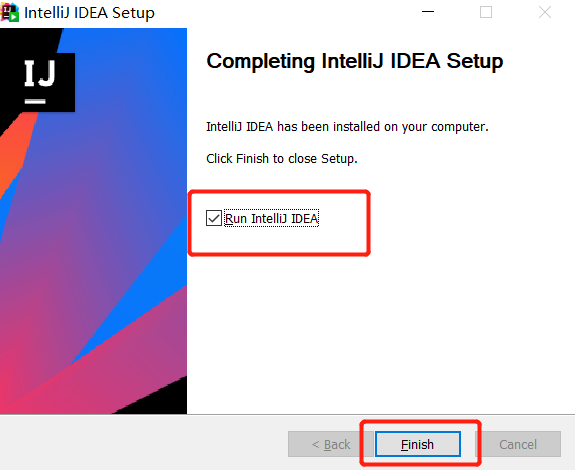 IntelliJ IDEA Setup
IJ
Completing IntelliJ IDEA Setup
IntelliJ IDEA has been installed on your computer.
Click Finish to close Setup.
Run IntelliJ IDEA
< Back
Finish
Cancel